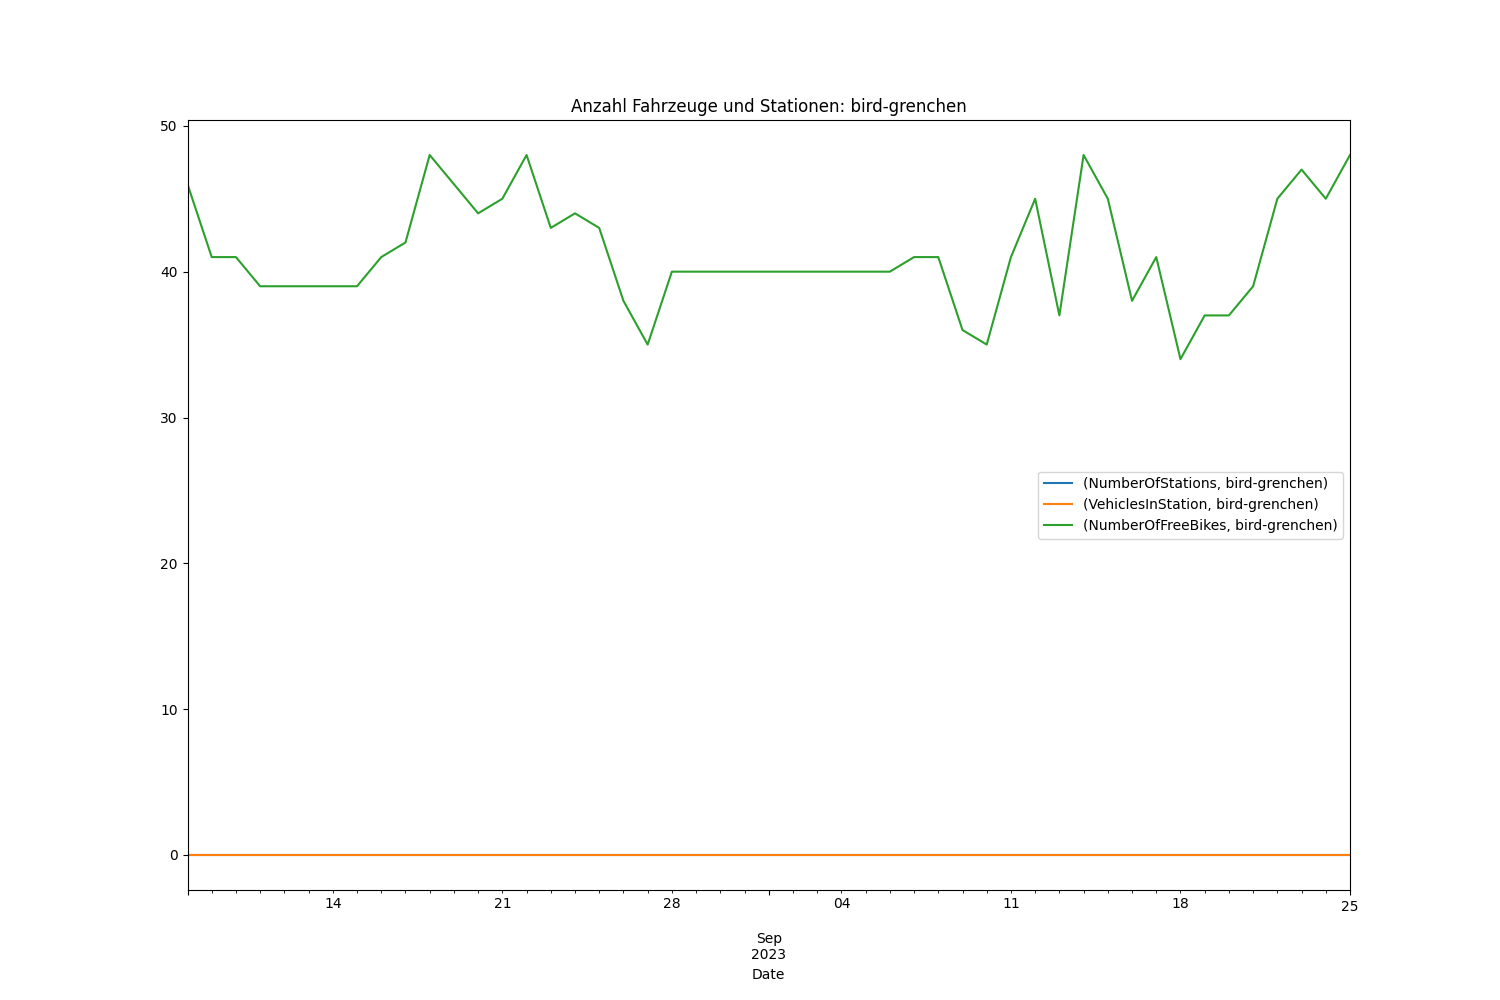 Anzahl Fahrzeuge und Stationen: bird-grenchen
50
40
30
20
10
0
(NumberOfStations, bird-grenchen)
(VehiclesInStation, bird-grenchen)
(NumberOfFreeBikes, bird-grenchen)
14 21 28 04 11 18 25
Sep
2023
Date